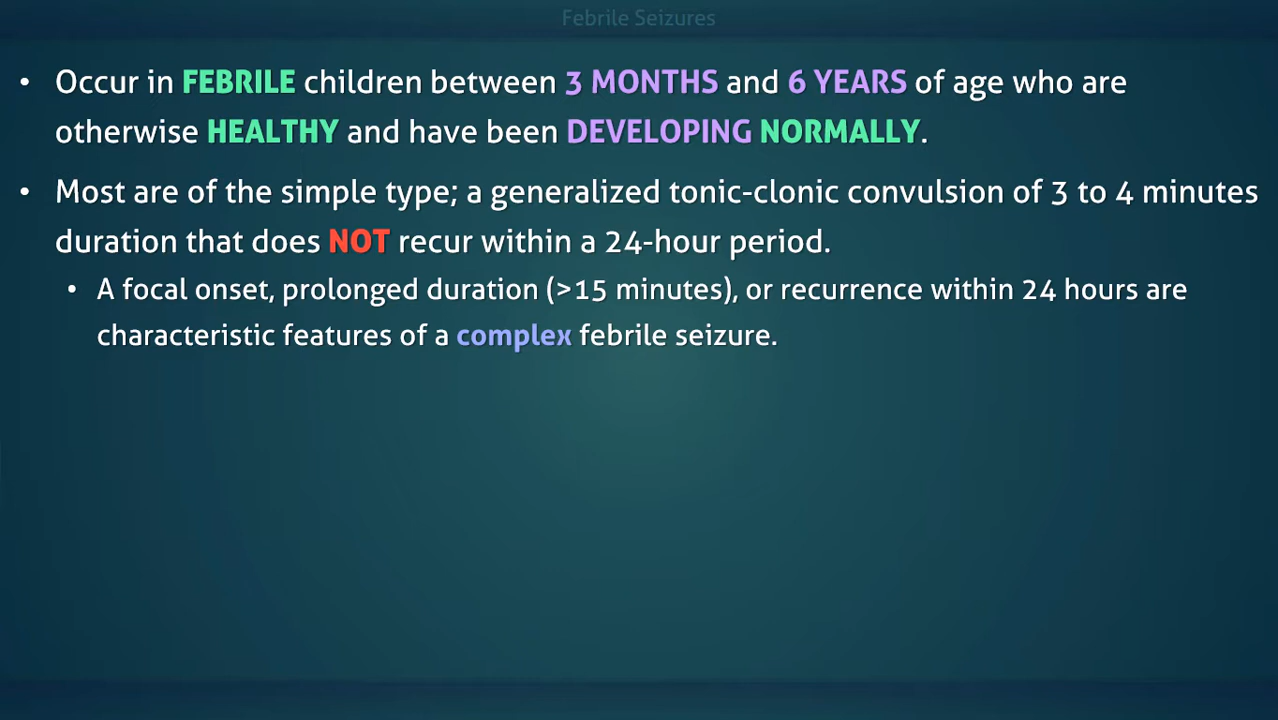 Febrile Seizures
• Occur in FEBRILE children between 3 MONTHS and 6 YEARS of age who are
otherwise HEALTHY and have been DEVELOPING NORMALLY.
• Most are of the simple type; a generalized tonic-clonic convulsion of 3 to 4 minutes
duration that does NOT recur within a 24-hour period.
• A focal onset, prolonged duration (>15 minutes), or recurrence within 24 hours are
characteristic features of a complex febrile seizure.